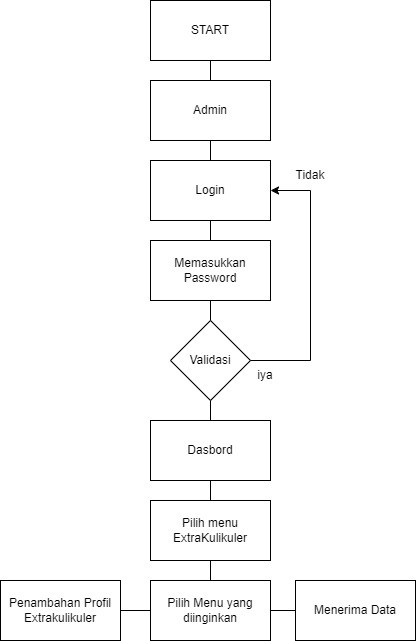 START
Admin
Tidak
Login
Memasukkan
Password
Validasi
iya
Dasbord
Pilih menu
ExtraKulikuler
Penambahan Profil
Extrakulikuler
Pilih Menu yang
diinginkan
Menerima Data